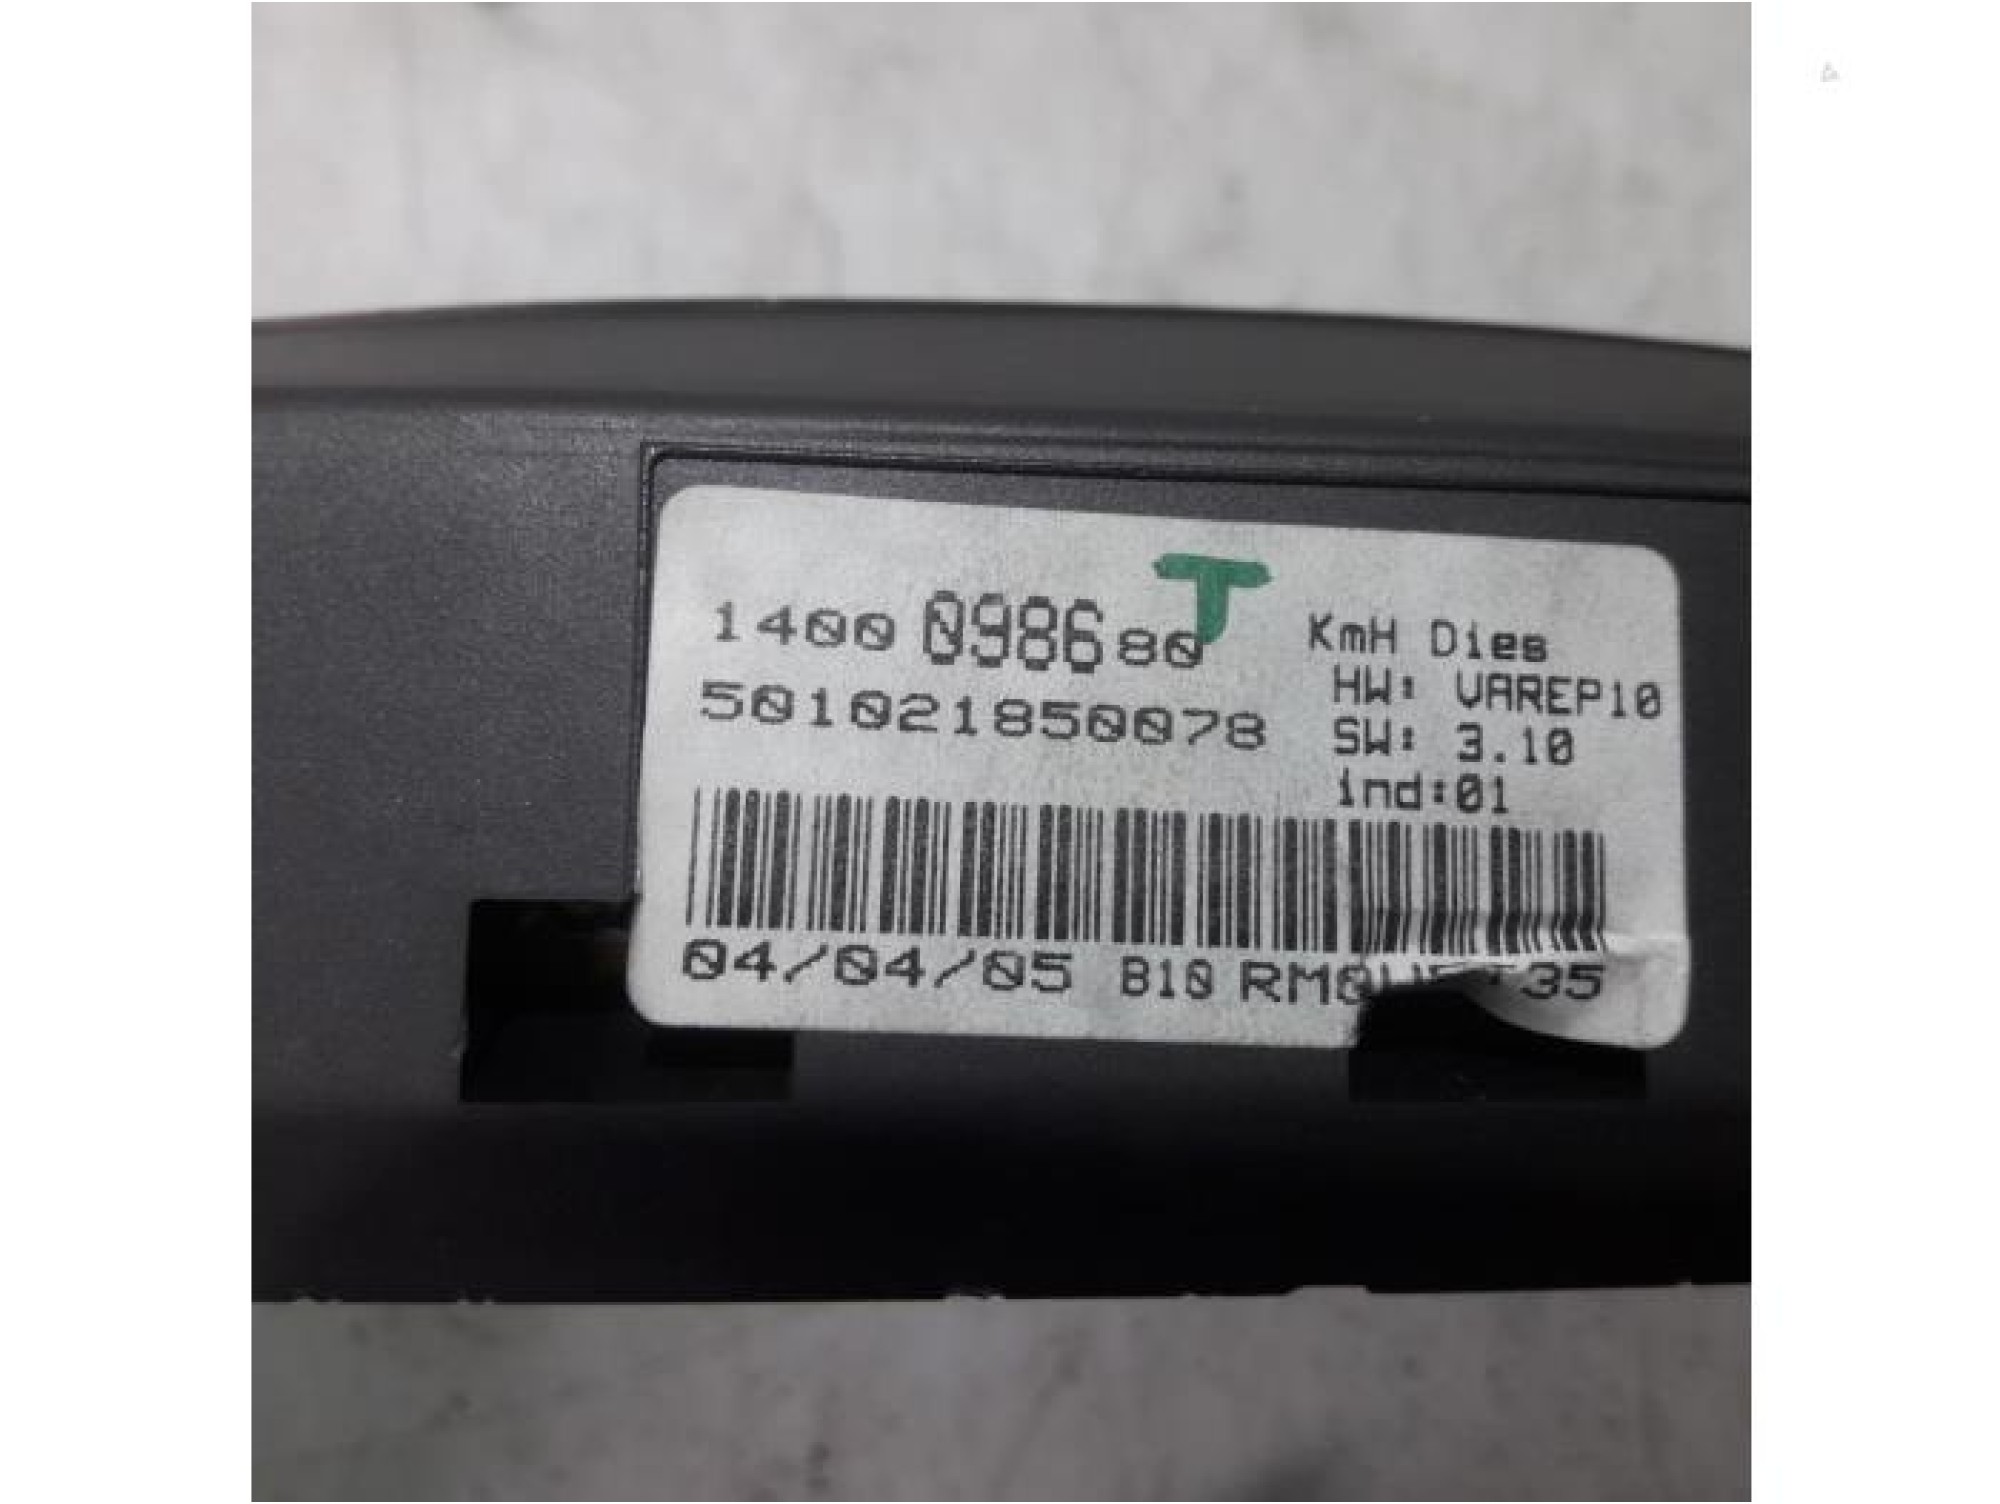 1400 0986 80 T
501021850078
KmH Dies
HW: VAREP10
SW: 3.10
ind:01
04/04/05 B10